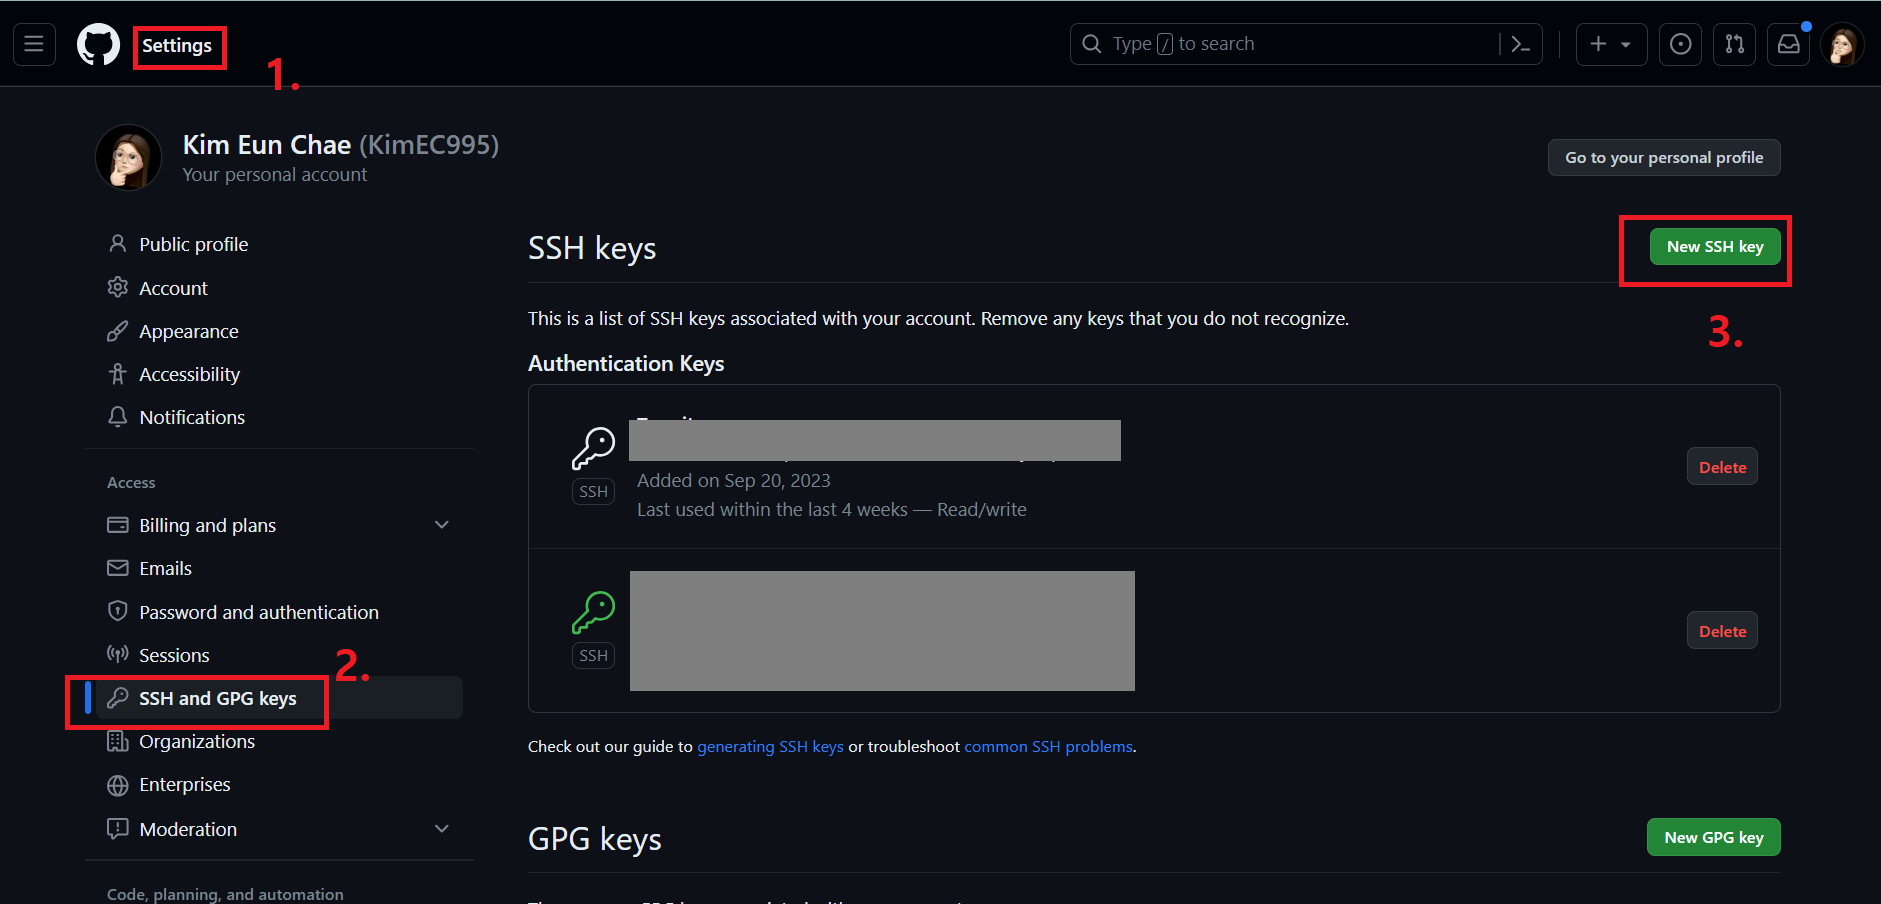 Settings
1.
Type / to search
Kim Eun Chae (KimEC995)
Your personal account
Go to your personal profile
Public profile
Account
Appearance
Accessibility
Notifications
Access
Billing and plans
Emails
Password and authentication
Sessions
2.
SSH and GPG keys
Organizations
Enterprises
Moderation
Code, planning, and automation
SSH keys
New SSH key
3.
This is a list of SSH keys associated with your account. Remove any keys that you do not recognize.
Authentication Keys
SSH
Added on Sep 20, 2023
Last used within the last 4 weeks — Read/write
Delete
SSH
Delete
Check out our guide to generating SSH keys or troubleshoot common SSH problems.
GPG keys
New GPG key